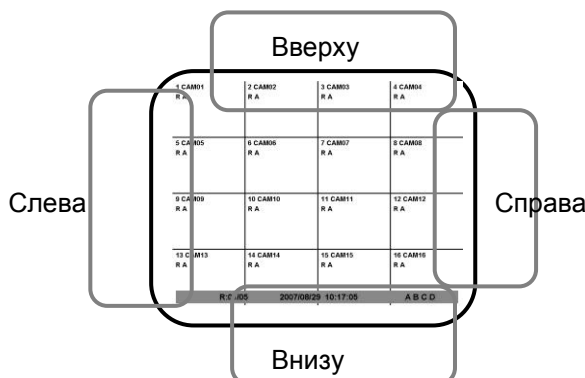 Вверху
1 CAM01 2 CAM02 3 CAM03 4 CAM04
R A R A R A R A
5 CAM05 6 CAM06 7 CAM07 8 CAM08
R A R A R A R A
Слева
9 CAM09 10 CAM10 11 CAM11 12 CAM12
R A R A R A R A
Справа
13 CAM13 14 CAM14 15 CAM15 16 CAM16
R A R A R A R A
2007/08/29 10:17:05 A B C D
Внизу